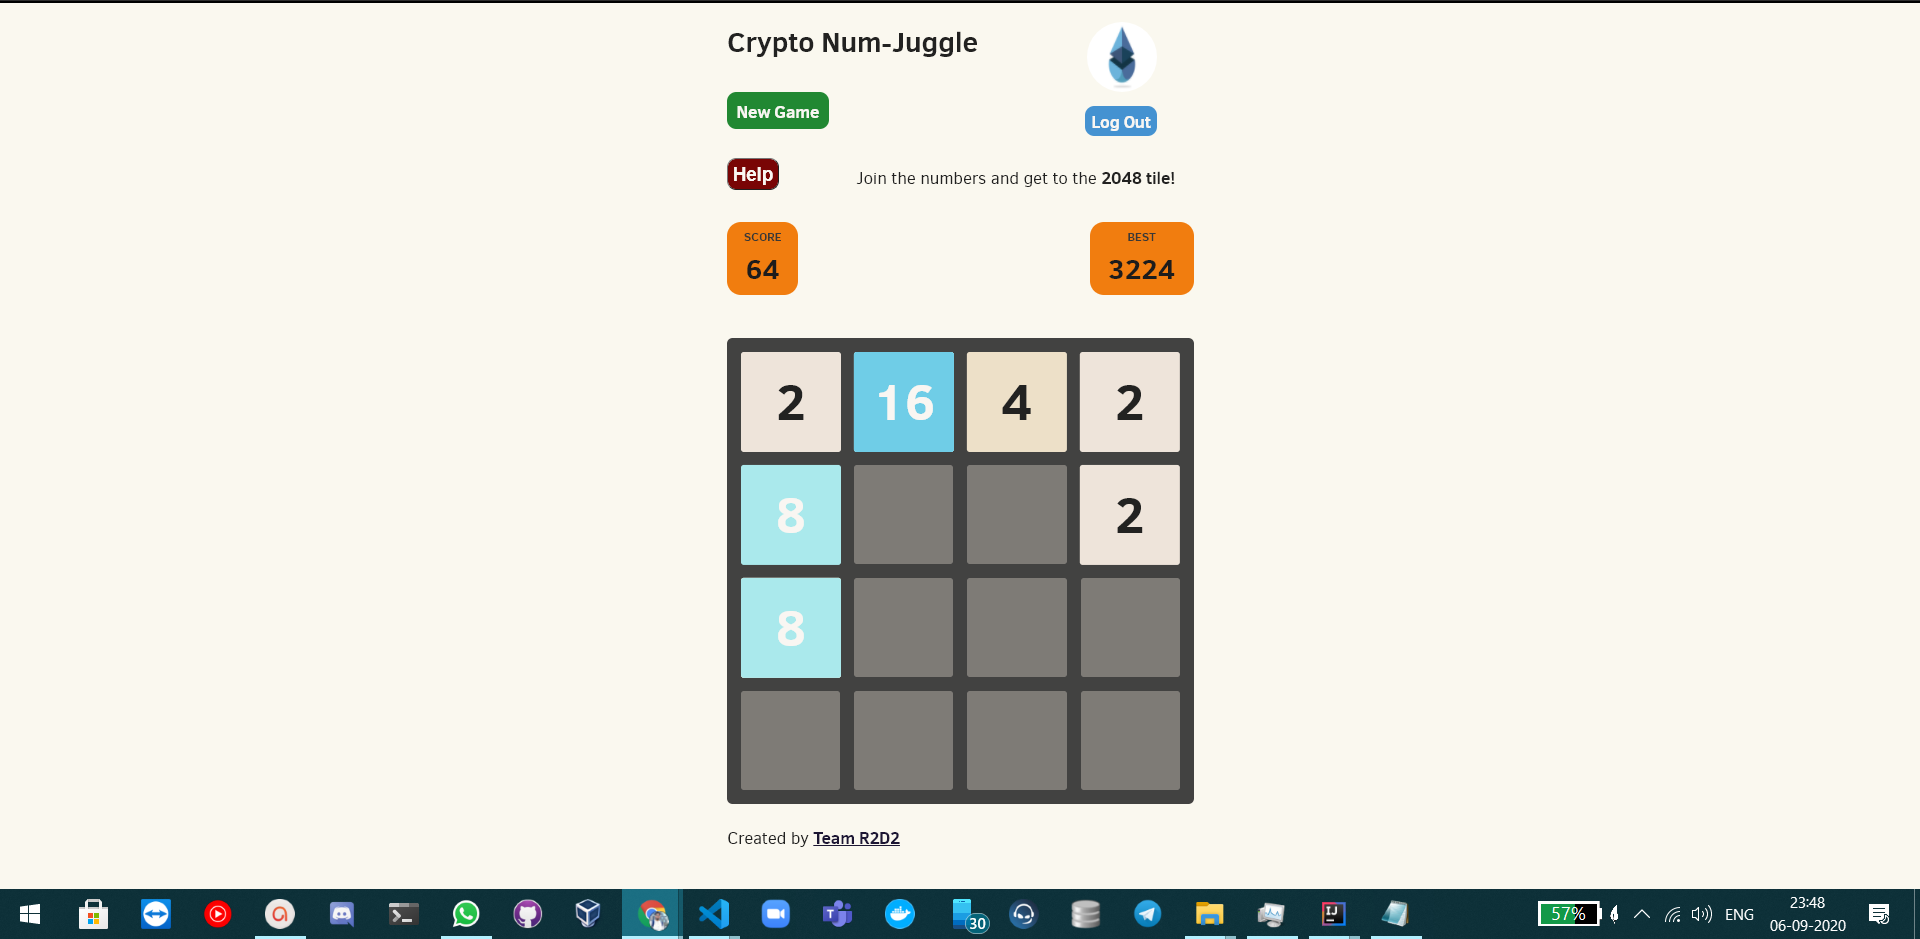 Crypto Num-Juggle
New Game
Log Out
Help
Join the numbers and get to the 2048 tile!
SCORE
64
BEST
3224
2 16 4 2
8 2
8
Created by Team R2D2
30
IJ
57%
ENG
23:48
06-09-2020